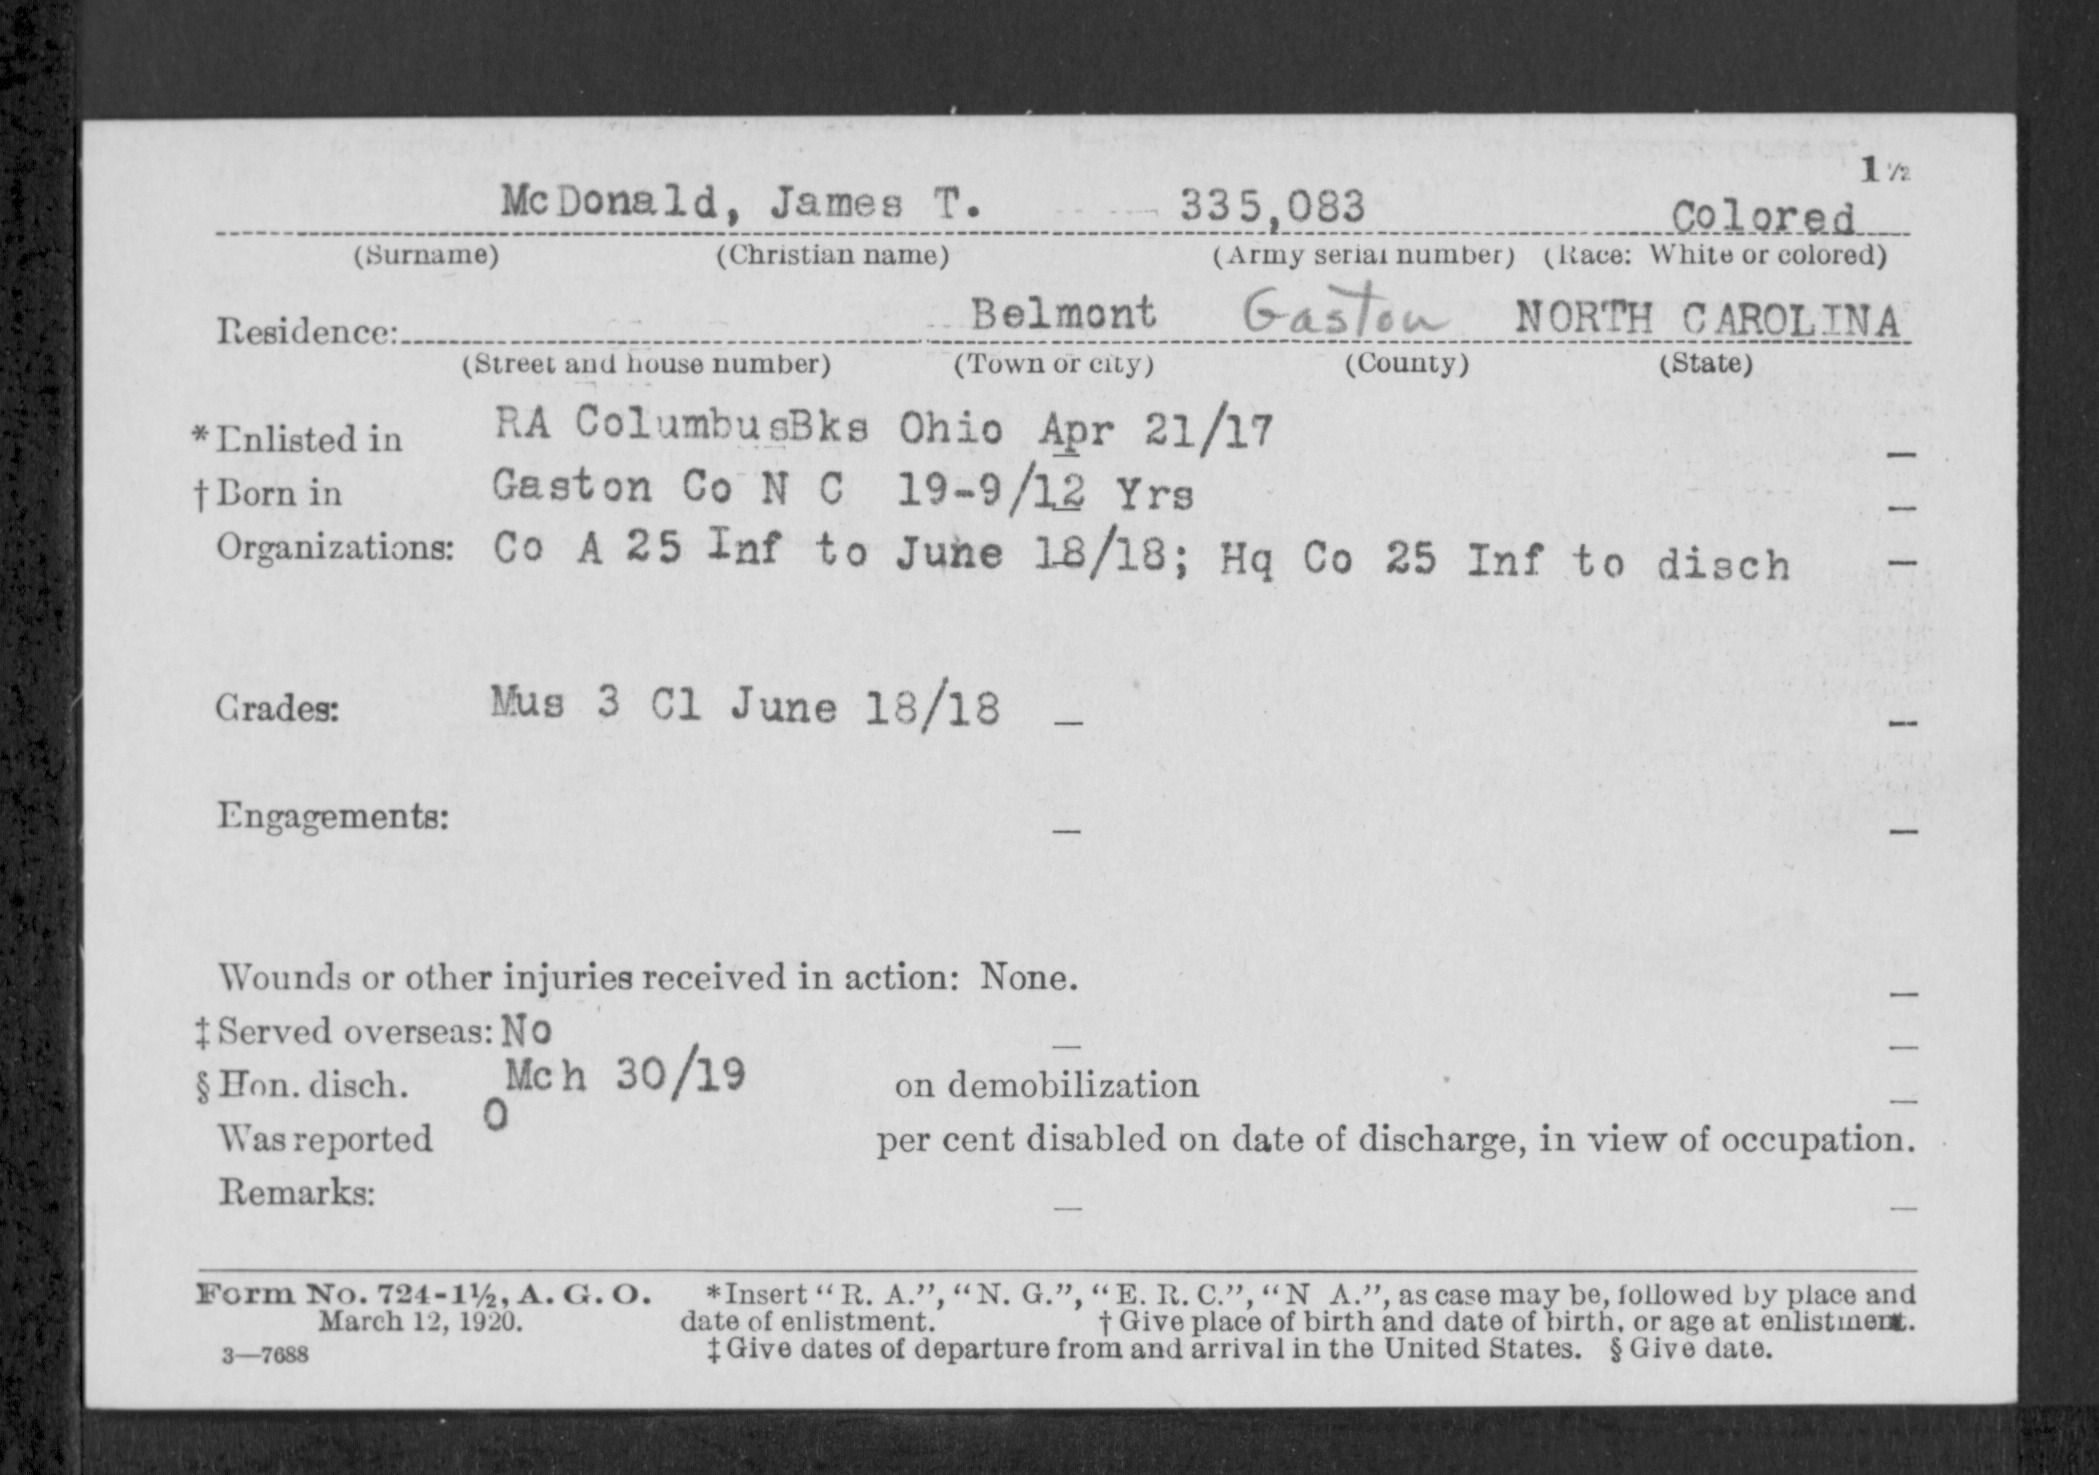 1 1/2
McDonald, James T. 335,083 Colored
(Surname) (Christian name) (Army serial number) (Race: White or colored)
Residence: Belmont Gaston NORTH CAROLINA
(Street and house number) (Town or city) (County) (State)
*Enlisted in RA ColumbusBks Ohio Apr 21/17 —
†Born in Gaston Co N C 19-9/12 Yrs —
Organizations: Co A 25 Inf to June 18/18; Hq Co 25 Inf to disch —
Grades: Mus 3 Cl June 18/18 — —
Engagements: — —
Wounds or other injuries received in action: None. —
‡Served overseas: No — —
§Hon. disch. Mch 30/19 on demobilization —
Was reported 0 per cent disabled on date of discharge, in view of occupation.
Remarks: — —
Form No. 724-1½, A. G. O. *Insert "R. A.", "N. G.", "E. R. C.", "N A.", as case may be, followed by place and
March 12, 1920. date of enlistment. †Give place of birth and date of birth, or age at enlistment.
3—7688 ‡Give dates of departure from and arrival in the United States. §Give date.